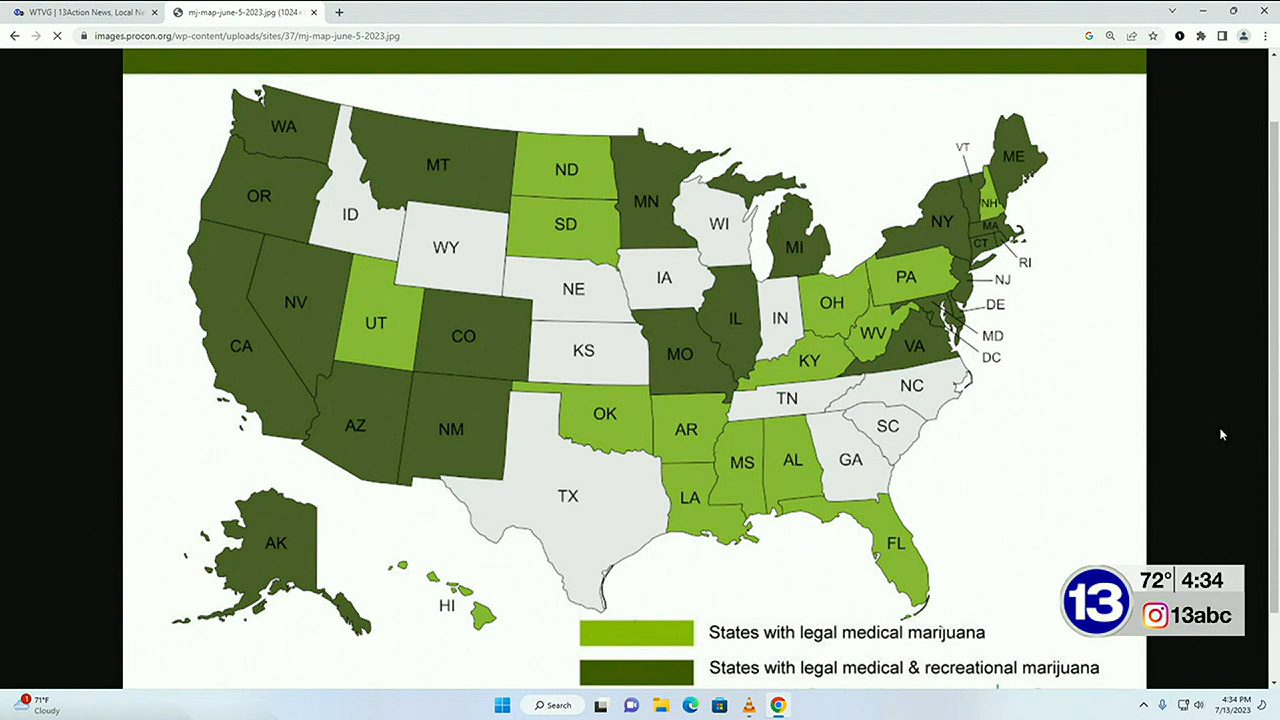 WTVG | 13Action News, Local Ne
mj-map-june-5-2023.jpg (1024×
images.procon.org/wp-content/uploads/sites/37/mj-map-june-5-2023.jpg
WA
MT
ND
MN
VT
ME
OR
ID
SD
WI
NY
NH
MA
WY
MI
CT
RI
IA
PA
NJ
NV
NE
OH
DE
UT
CO
IL
IN
WV
MD
CA
KS
MO
KY
VA
DC
TN
NC
AZ
NM
OK
AR
SC
MS
AL
GA
TX
LA
AK
FL
HI
72° 4:34
13
13abc
States with legal medical marijuana
States with legal medical & recreational marijuana
1
71°F
Cloudy
Search
4:34 PM
7/13/2023